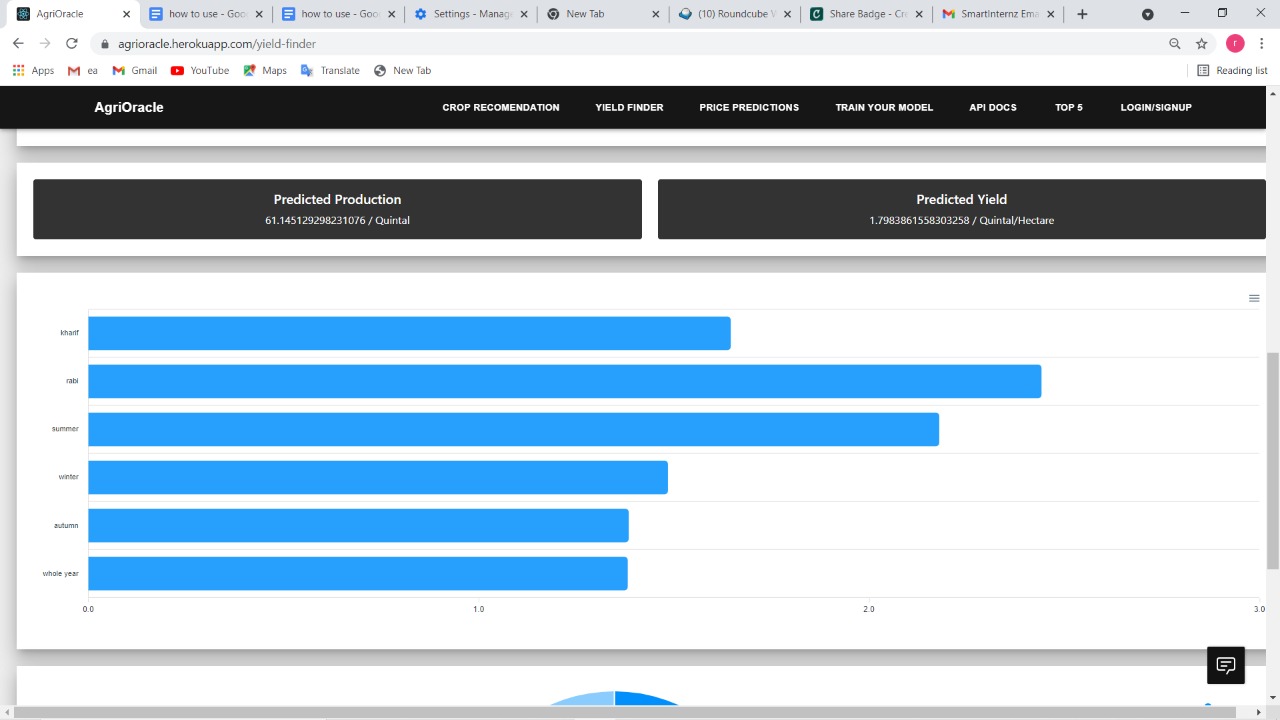 AgriOracle
how to use - Goo
how to use - Goo
Settings - Manag
New Tab
(10) Roundcube W
Share Badge - Cr
SmartInternz Ema
agrioracle.herokuapp.com/yield-finder
r
Apps
ea
Gmail
YouTube
Maps
Translate
New Tab
Reading list
AgriOracle
CROP RECOMENDATION
YIELD FINDER
PRICE PREDICTIONS
TRAIN YOUR MODEL
API DOCS
TOP 5
LOGIN/SIGNUP
Predicted Production
61.145129298231076 / Quintal
Predicted Yield
1.7983861558303258 / Quintal/Hectare
kharif
rabi
summer
winter
autumn
whole year
0.0 1.0 2.0 3.0